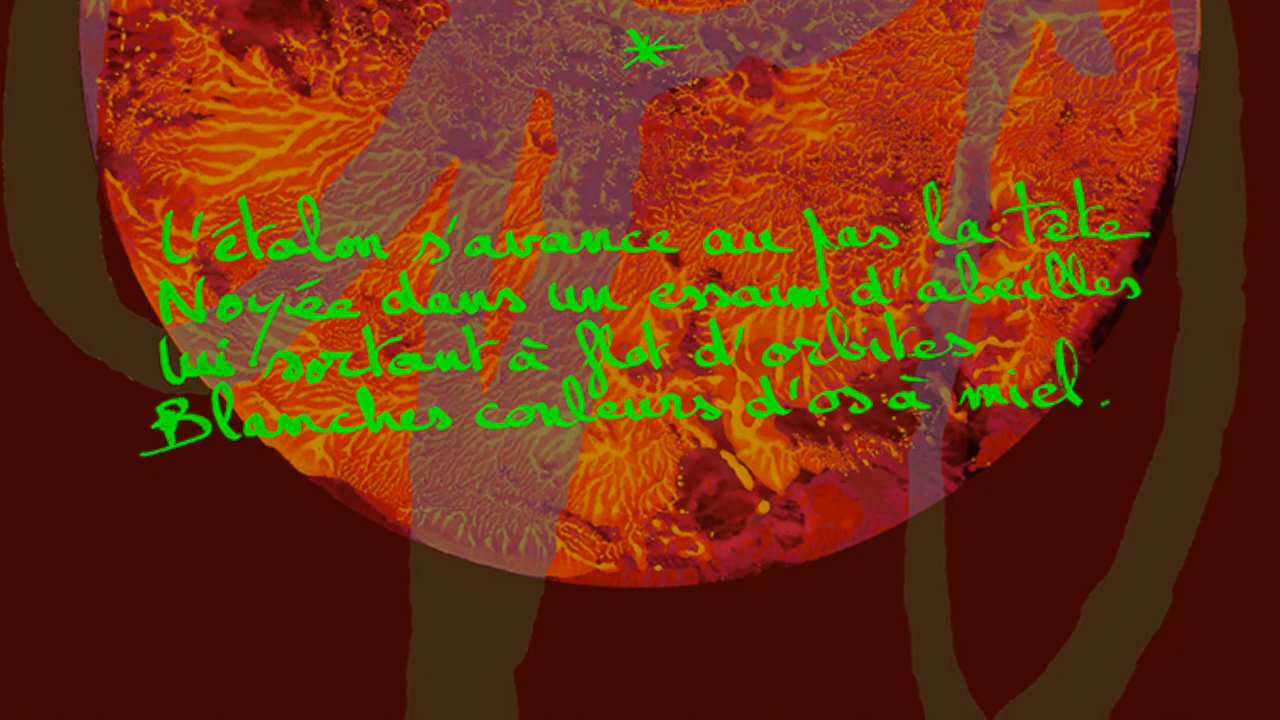 *
L'étalon s'avance au pas la tête
Noyée dans un essaim d'abeilles
Lui sortant à flot d'orbites
Blanches couleurs d'os à miel.